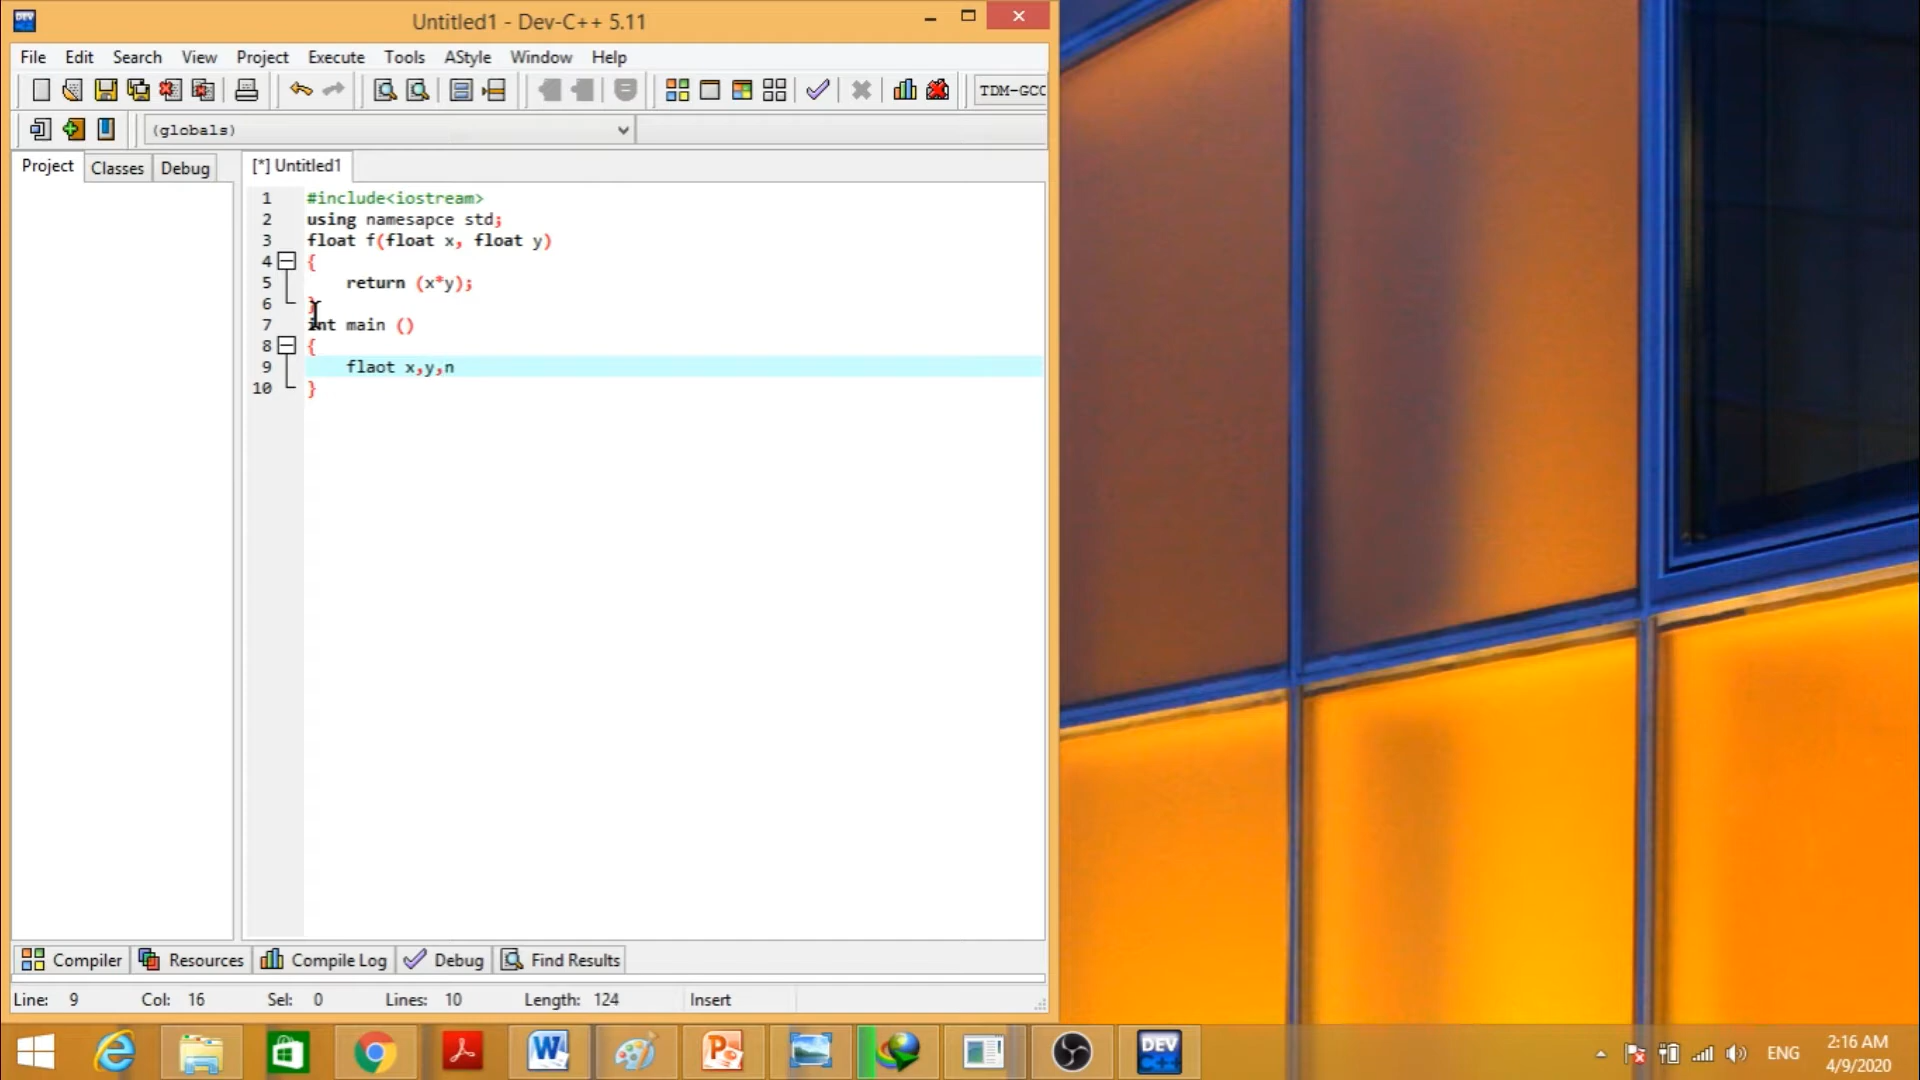 DEV
Untitled1 - Dev-C++ 5.11
File Edit Search View Project Execute Tools AStyle Window Help
TDM-GCC
(globals)
Project Classes Debug
[*] Untitled1
1 #include<iostream>
2 using namesapce std;
3 float f(float x, float y)
4 {
5 return (x*y);
6 }
7 int main ()
8 {
9 flaot x,y,n
10 }
Compiler Resources Compile Log Debug Find Results
Line: 9 Col: 16 Sel: 0 Lines: 10 Length: 124 Insert
DEV C++
ENG
2:16 AM
4/9/2020